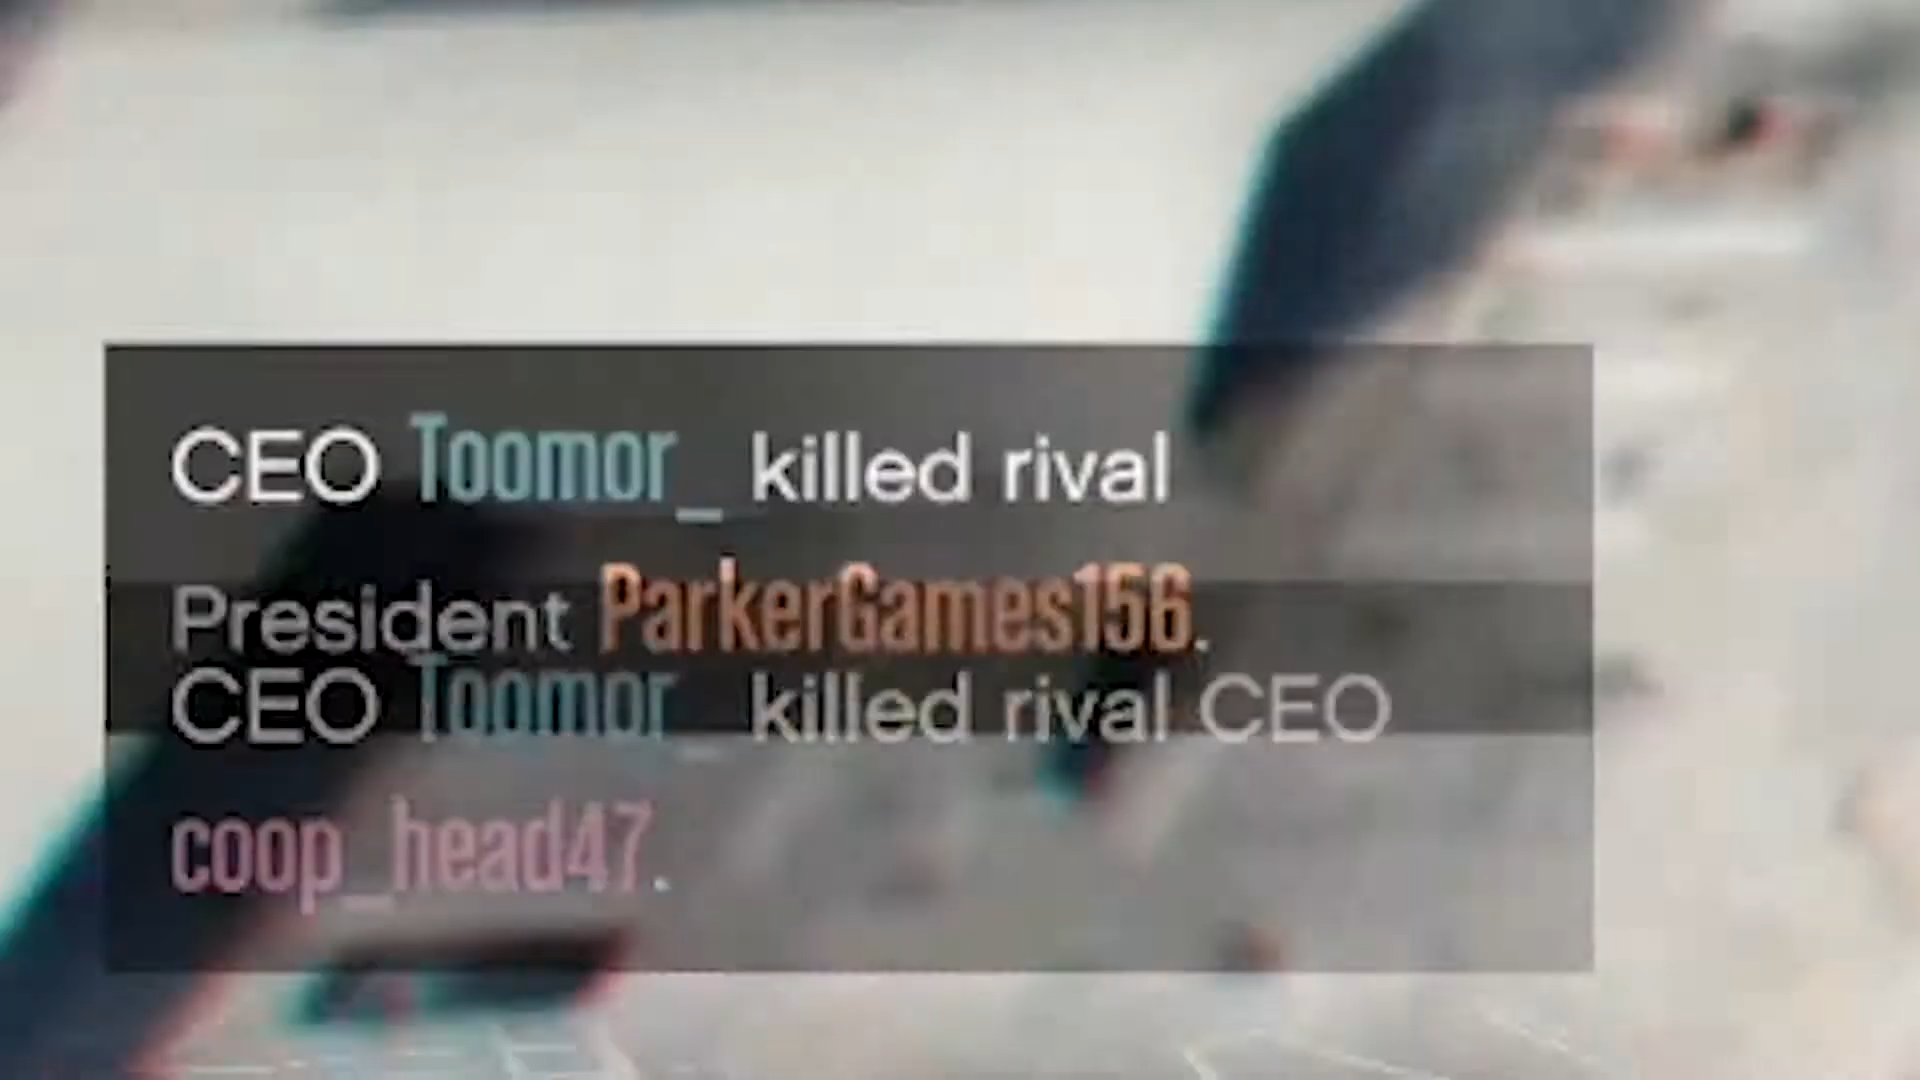 CEO Toomor_ killed rival
President ParkerGames156.
CEO Toomor_ killed rival CEO
coop_head47.